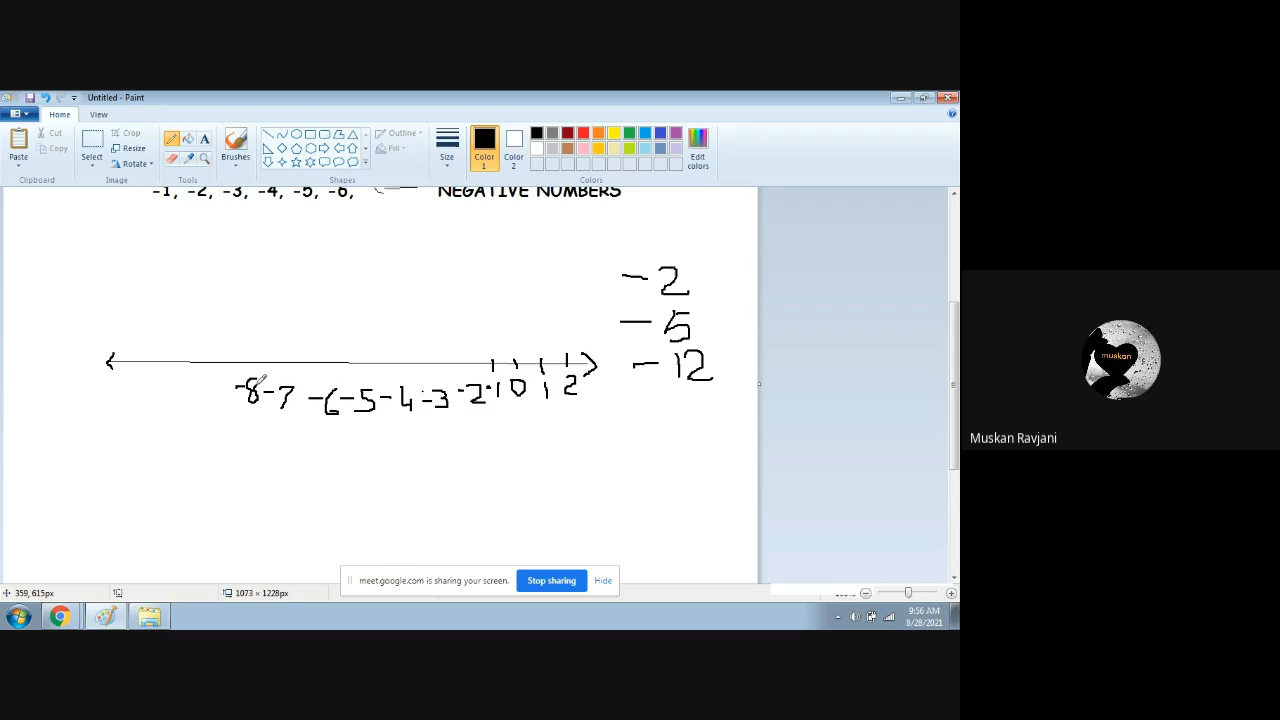 Untitled - Paint
Home View
Paste Cut Copy Clipboard
Select Crop Resize Rotate Image
Tools
Brushes
Outline Fill Shapes
Size
Color 1 Color 2 Edit colors Colors
-1, -2, -3, -4, -5, -6, NEGATIVE NUMBERS
-2
-5
-12
-8 -7 -6 -5 -4 -3 -2 -1 0 1 2
Muskan
Muskan Ravjani
meet.google.com is sharing your screen. Stop sharing Hide
359, 615px 1073 × 1228px
9:56 AM
8/28/2021